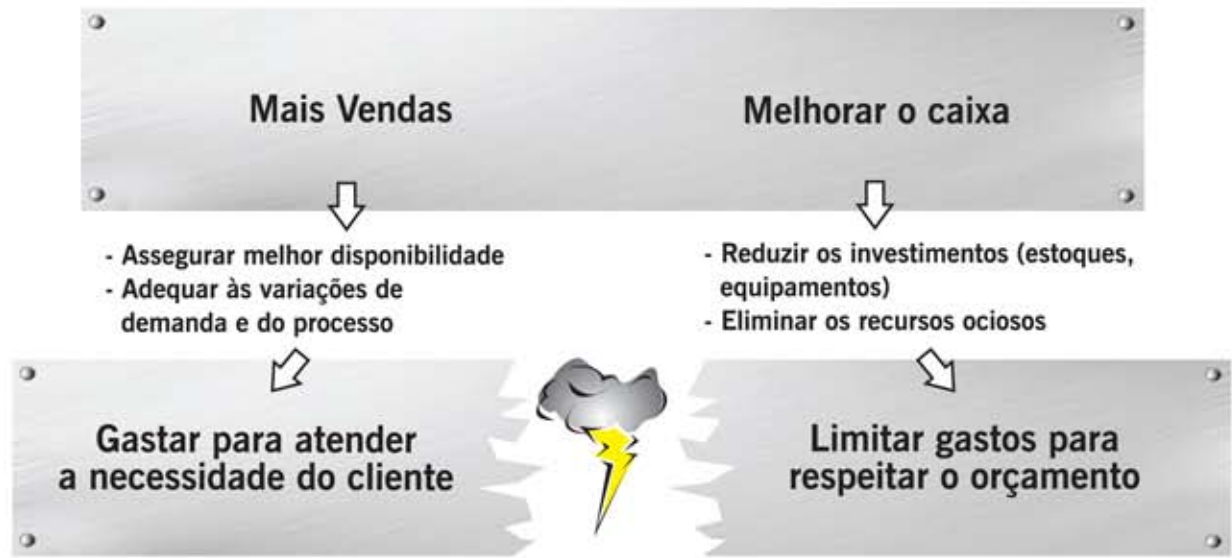 Mais Vendas
Melhorar o caixa
- Assegurar melhor disponibilidade
- Adequar às variações de
demanda e do processo
- Reduzir os investimentos (estoques,
equipamentos)
- Eliminar os recursos ociosos
Gastar para atender
a necessidade do cliente
Limitar gastos para
respeitar o orçamento